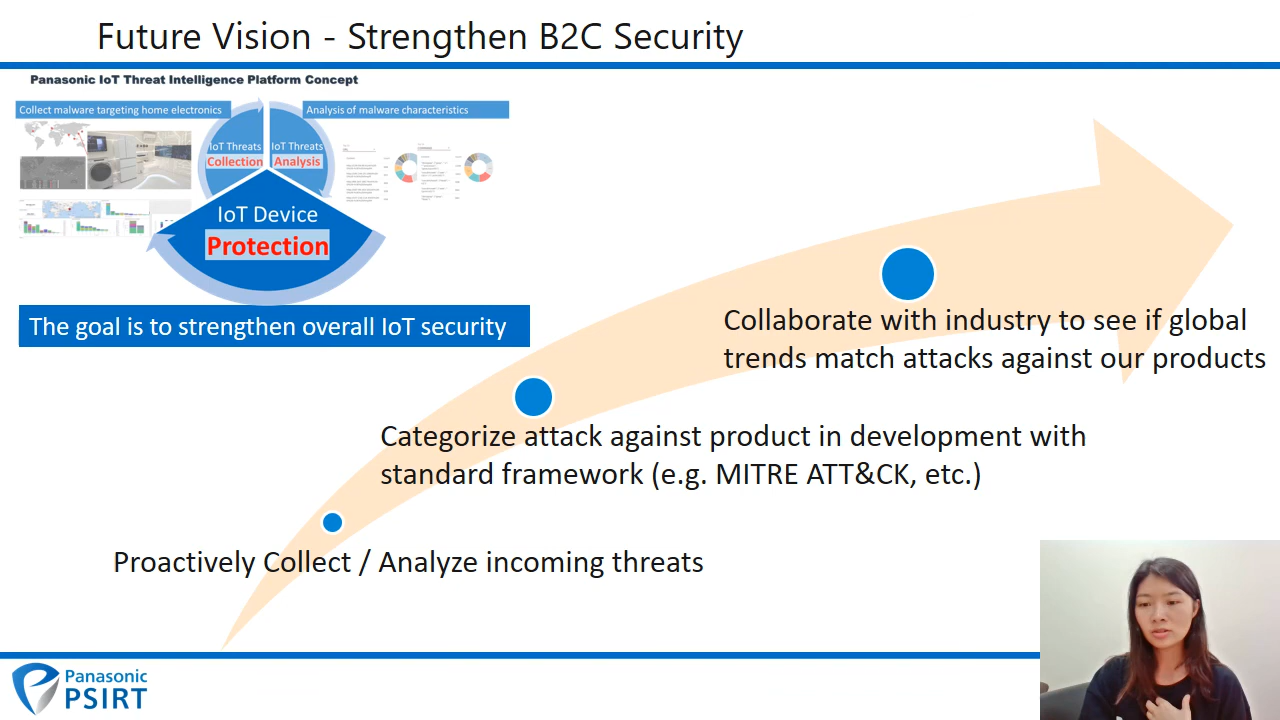 Future Vision - Strengthen B2C Security
Panasonic IoT Threat Intelligence Platform Concept
Collect malware targeting home electronics
Analysis of malware characteristics
IoT Threats
Collection
IoT Threats
Analysis
IoT Device
Protection
The goal is to strengthen overall IoT security
Collaborate with industry to see if global
trends match attacks against our products
Categorize attack against product in development with
standard framework (e.g. MITRE ATT&CK, etc.)
Proactively Collect / Analyze incoming threats
Panasonic
PSIRT